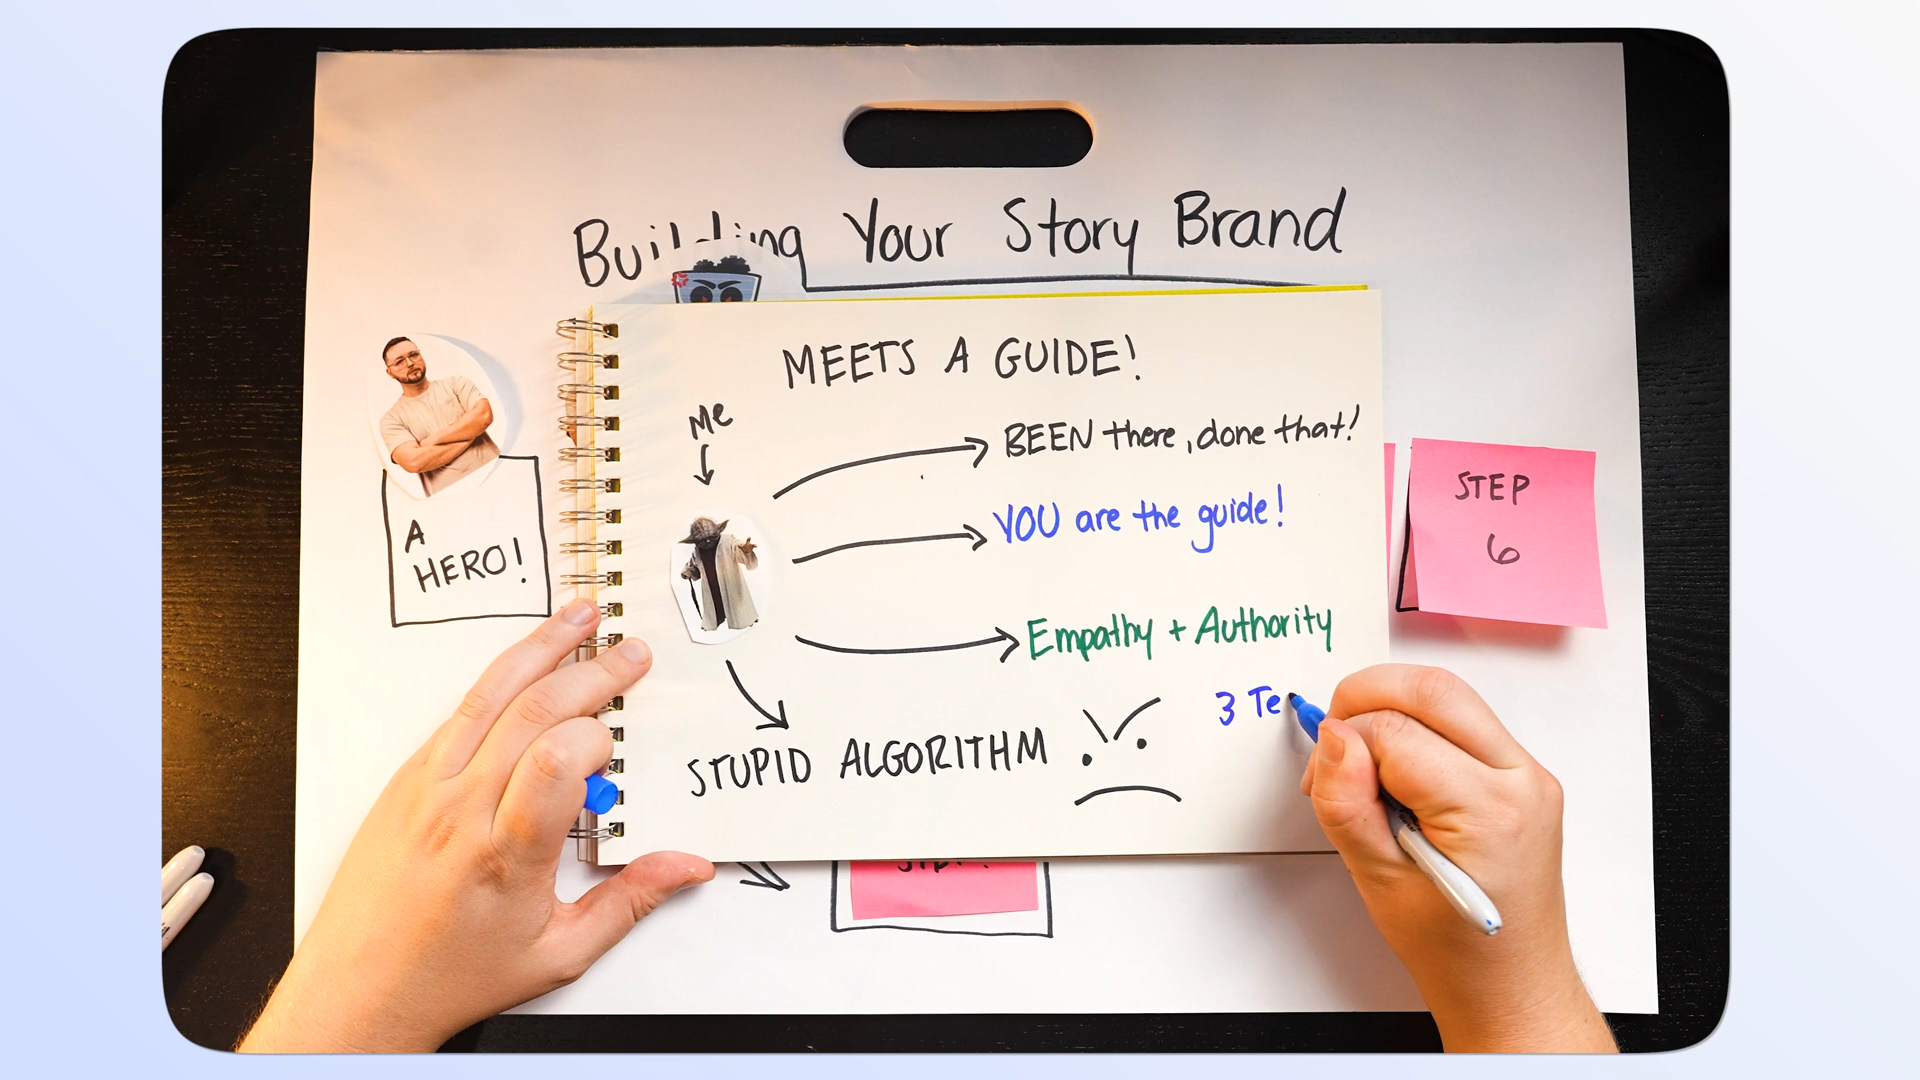 Building Your Story Brand
MEETS A GUIDE!
Me
BEEN there, done that!
YOU are the guide!
Empathy + Authority
3 Te
STUPID ALGORITHM
A
HERO!
STEP
6